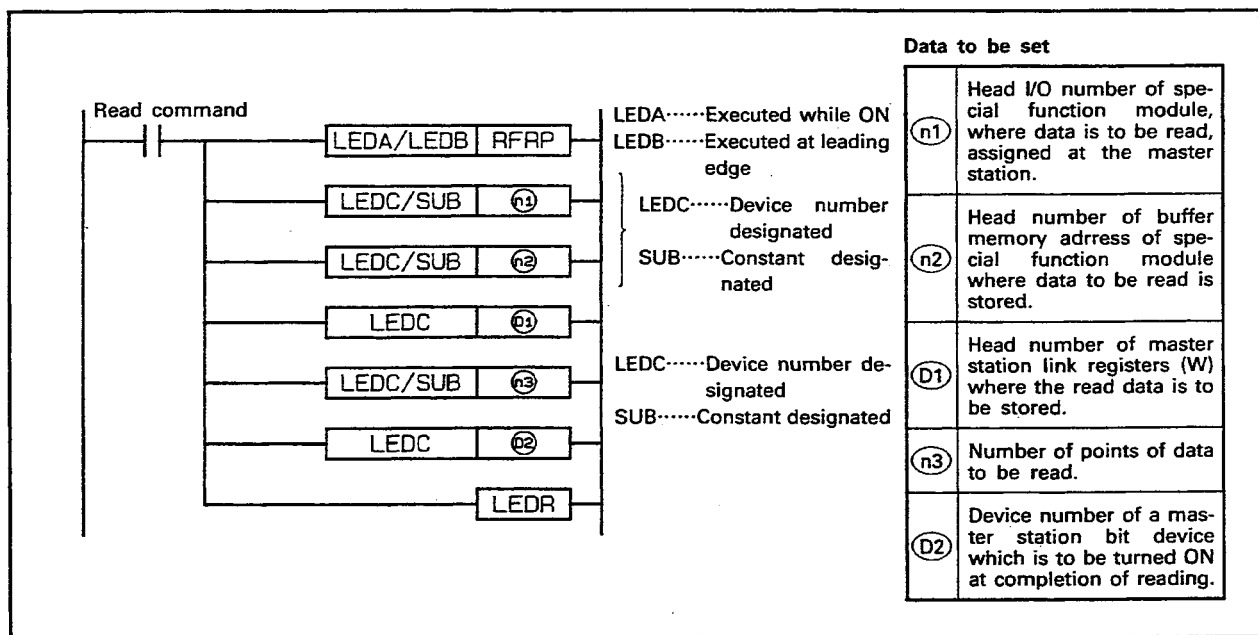 Data to be set
Read command
LEDA/LEDB RFRP
LEDC/SUB n1
LEDC/SUB n2
LEDC D1
LEDC/SUB n3
LEDC D2
LEDR
LEDA······Executed while ON
LEDB······Executed at leading
edge
LEDC······Device number
designated
SUB······Constant desig-
nated
LEDC······Device number de-
signated
SUB······Constant designated
n1
Head I/O number of spe-
cial function module,
where data is to be read,
assigned at the master
station.
n2
Head number of buffer
memory adrress of spe-
cial function module
where data to be read is
stored.
D1
Head number of master
station link registers (W)
where the read data is to
be stored.
n3
Number of points of data
to be read.
D2
Device number of a mas-
ter station bit device
which is to be turned ON
at completion of reading.